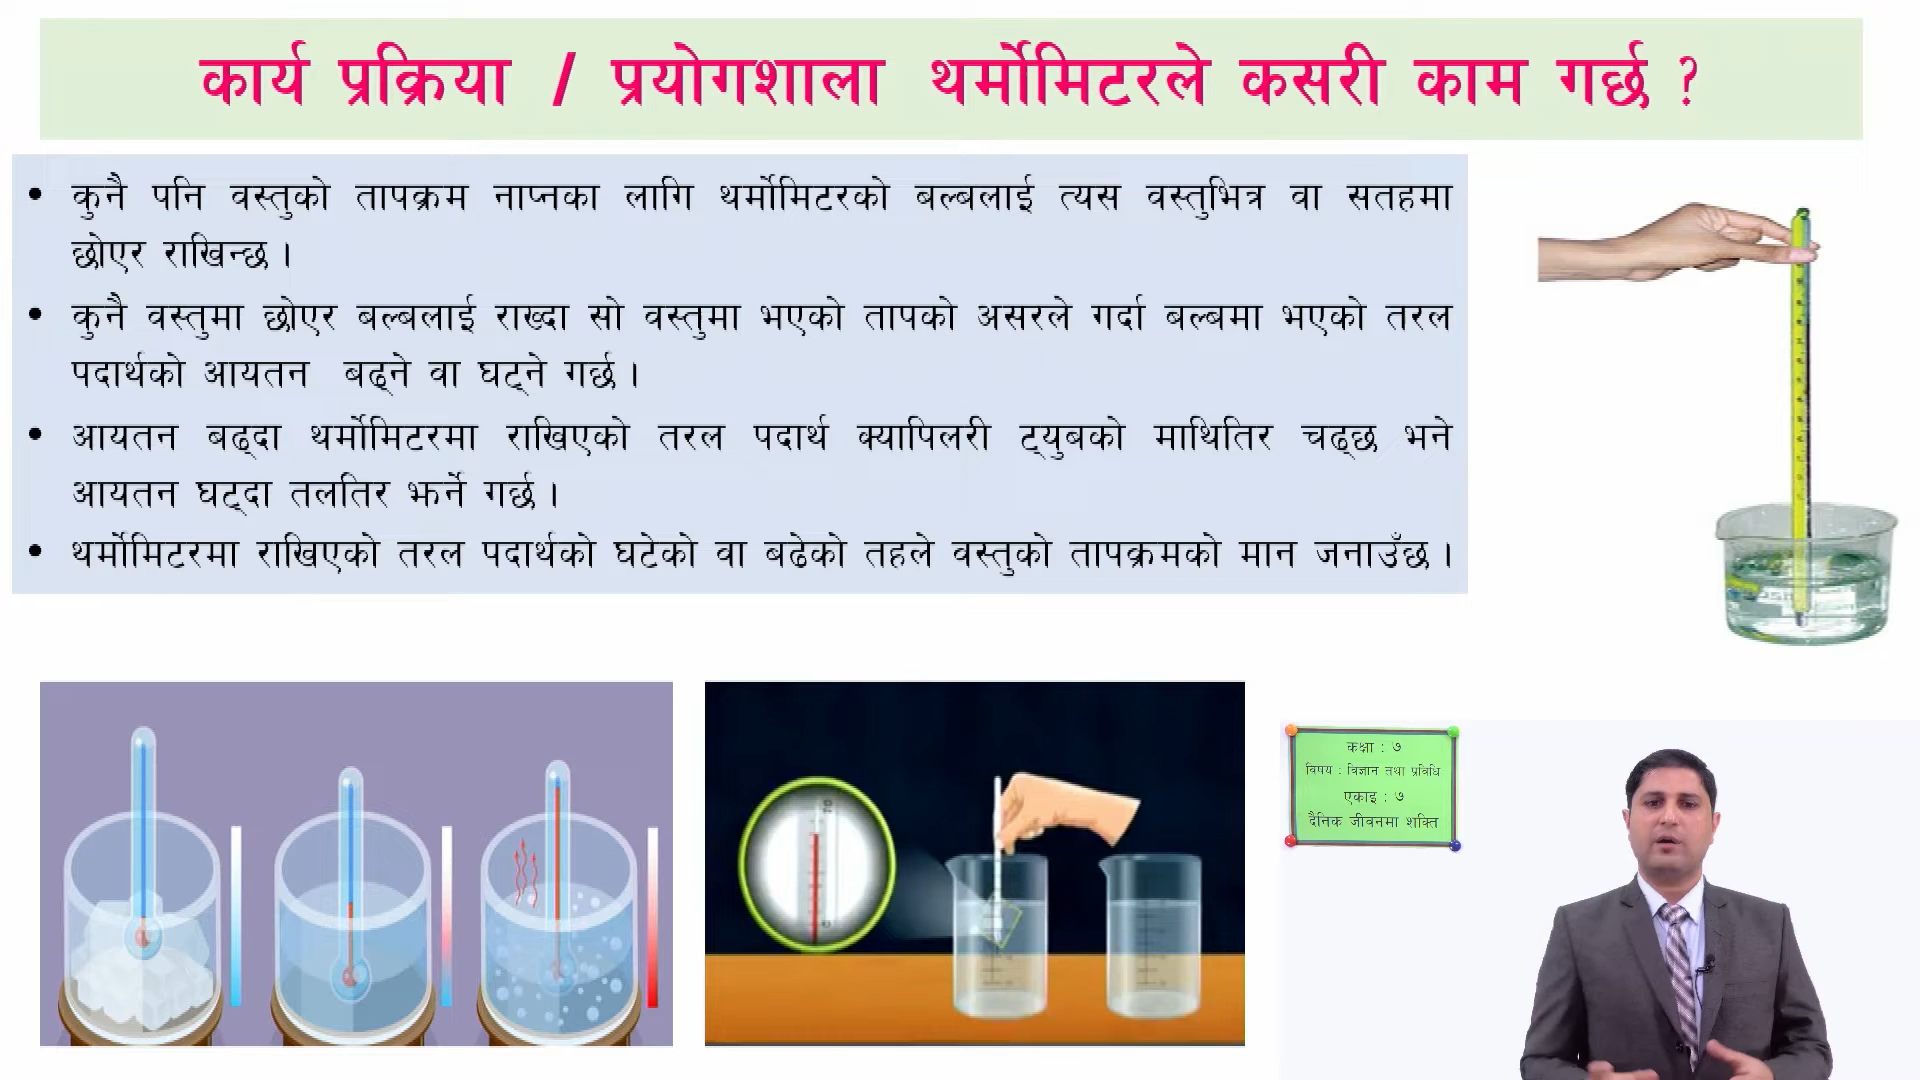 कार्य प्रक्रिया / प्रयोगशाला थर्मोमिटरले कसरी काम गर्छ ?
• कुनै पनि वस्तुको तापक्रम नाप्नका लागि थर्मोमिटरको बल्बलाई त्यस वस्तुभित्र वा सतहमा
छोएर राखिन्छ ।
• कुनै वस्तुमा छोएर बल्बलाई राख्दा सो वस्तुमा भएको तापको असरले गर्दा बल्बमा भएको तरल
पदार्थको आयतन बढ्ने वा घट्ने गर्छ ।
• आयतन बढ्दा थर्मोमिटरमा राखिएको तरल पदार्थ क्यापिलरी ट्युबको माथितिर चढ्छ भने
आयतन घट्दा तलतिर झर्ने गर्छ ।
• थर्मोमिटरमा राखिएको तरल पदार्थको घटेको वा बढेको तहले वस्तुको तापक्रमको मान जनाउँछ ।
कक्षा : ७
विषय : विज्ञान तथा प्रविधि
एकाइ : ७
दैनिक जीवनमा शक्ति